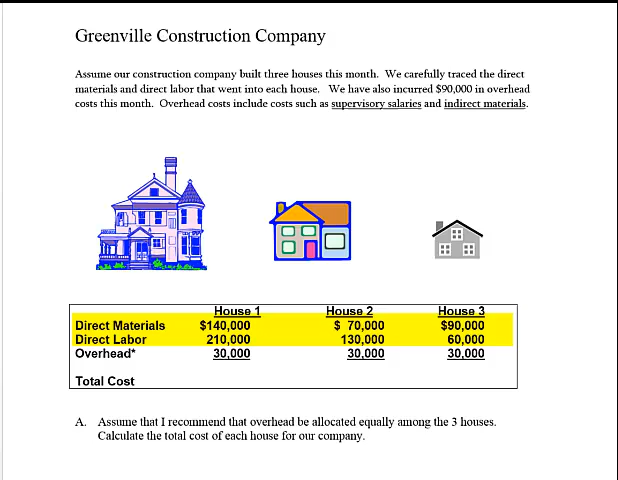 Greenville Construction Company
Assume our construction company built three houses this month. We carefully traced the direct
materials and direct labor that went into each house. We have also incurred $90,000 in overhead
costs this month. Overhead costs include costs such as supervisory salaries and indirect materials.
House 1 House 2 House 3
Direct Materials $140,000 $ 70,000 $90,000
Direct Labor 210,000 130,000 60,000
Overhead* 30,000 30,000 30,000
Total Cost
A. Assume that I recommend that overhead be allocated equally among the 3 houses.
Calculate the total cost of each house for our company.